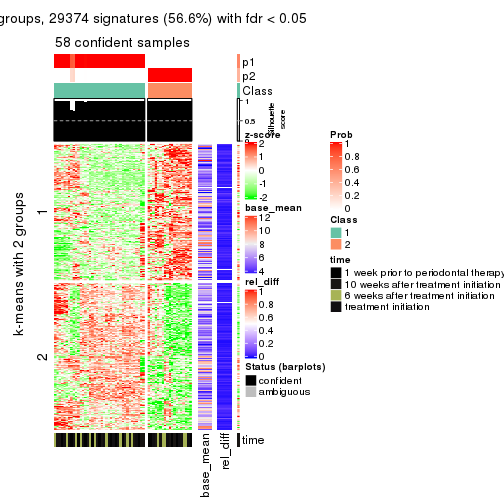 groups, 29374 signatures (56.6%) with fdr < 0.05
58 confident samples
p1
p2
Class
1
0.5
0
Silhouette
score
k-means with 2 groups
1
2
z-score
2
1
0
-1
-2
base_mean
12
10
8
6
4
rel_diff
1
0.8
0.6
0.4
0.2
0
Status (barplots)
confident
ambiguous
Prob
1
0.8
0.6
0.4
0.2
0
Class
1
2
time
1 week prior to periodontal therapy
10 weeks after treatment initiation
6 weeks after treatment initiation
treatment initiation
time
base_mean
rel_diff